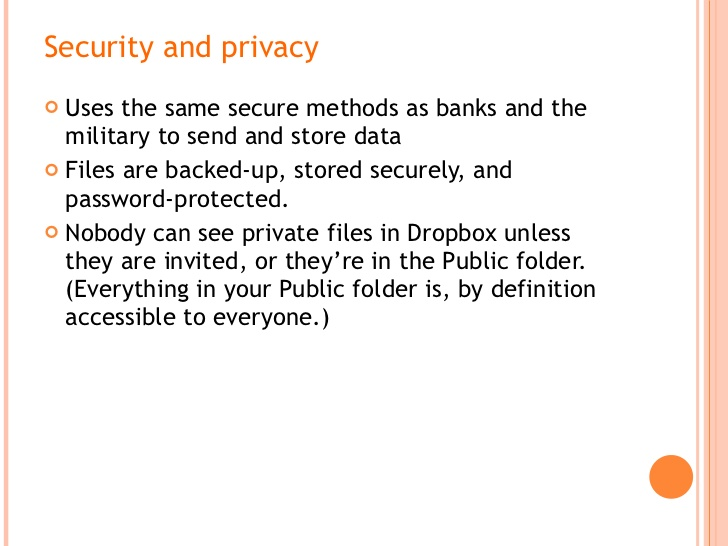 Security and privacy
Uses the same secure methods as banks and the
military to send and store data
Files are backed-up, stored securely, and
password-protected.
Nobody can see private files in Dropbox unless
they are invited, or they’re in the Public folder.
(Everything in your Public folder is, by definition
accessible to everyone.)